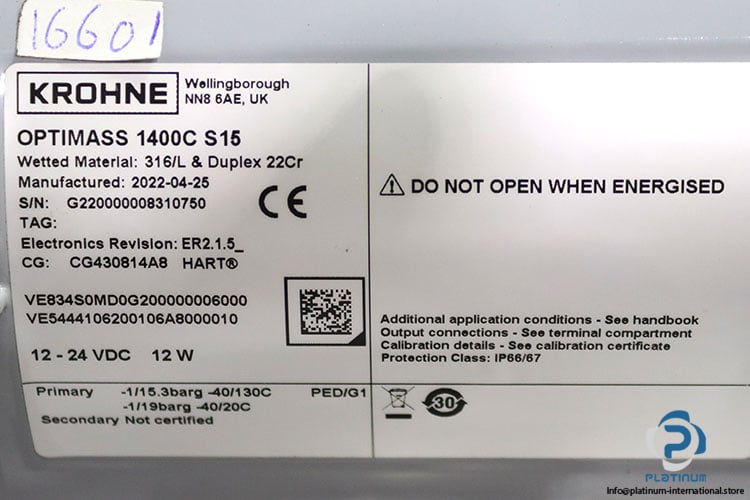 16601
KROHNE
Wellingborough
NN8 6AE, UK
OPTIMASS 1400C S15
Wetted Material: 316/L & Duplex 22Cr
Manufactured: 2022-04-25
S/N: G220000008310750
TAG:
Electronics Revision: ER2.1.5_
CG: CG430814A8 HART®
CE
VE834S0MD0G200000006000
VE5444106200106A8000010
12 - 24 VDC 12 W
Primary -1/15.3barg -40/130C PED/G1
-1/19barg -40/20C
Secondary Not certified
DO NOT OPEN WHEN ENERGISED
Additional application conditions - See handbook
Output connections - See terminal compartment
Calibration details - See calibration certificate
Protection Class: IP66/67
30
PLATINUM
Info@platinum-international.store